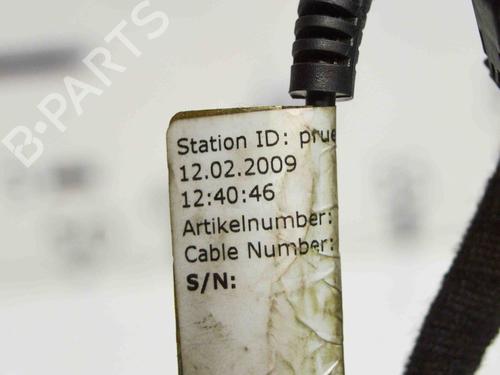 B-PARTS
Station ID: prue
12.02.2009
12:40:46
Artikelnumber:
Cable Number:
S/N: